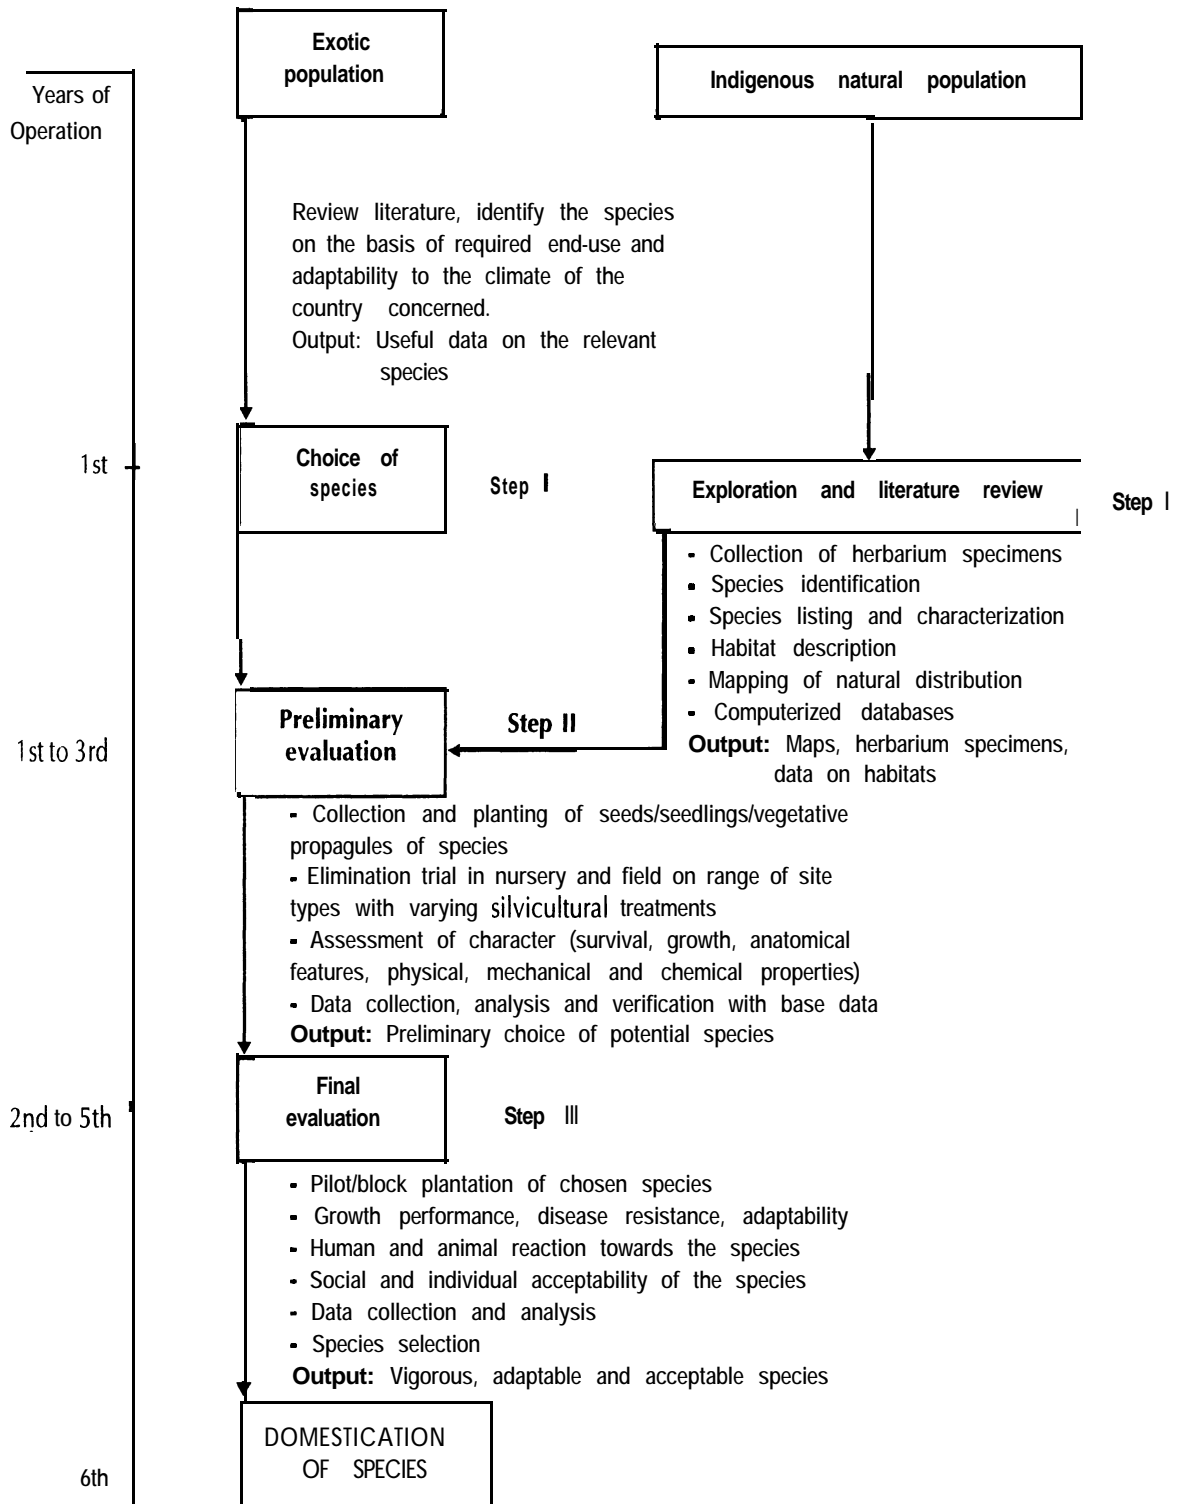 Exotic
population
Indigenous natural population
Years of
Operation
Review literature, identify the species
on the basis of required end-use and
adaptability to the climate of the
country concerned.
Output: Useful data on the relevant
species
1st
Choice of
species
Step I
Exploration and literature review
Step I
- Collection of herbarium specimens
- Species identification
- Species listing and characterization
- Habitat description
- Mapping of natural distribution
- Computerized databases
Output: Maps, herbarium specimens,
data on habitats
1st to 3rd
Preliminary
evaluation
Step II
- Collection and planting of seeds/seedlings/vegetative
propagules of species
- Elimination trial in nursery and field on range of site
types with varying silvicultural treatments
- Assessment of character (survival, growth, anatomical
features, physical, mechanical and chemical properties)
- Data collection, analysis and verification with base data
Output: Preliminary choice of potential species
2nd to 5th
Final
evaluation
Step III
- Pilot/block plantation of chosen species
- Growth performance, disease resistance, adaptability
- Human and animal reaction towards the species
- Social and individual acceptability of the species
- Data collection and analysis
- Species selection
Output: Vigorous, adaptable and acceptable species
6th
DOMESTICATION
OF SPECIES